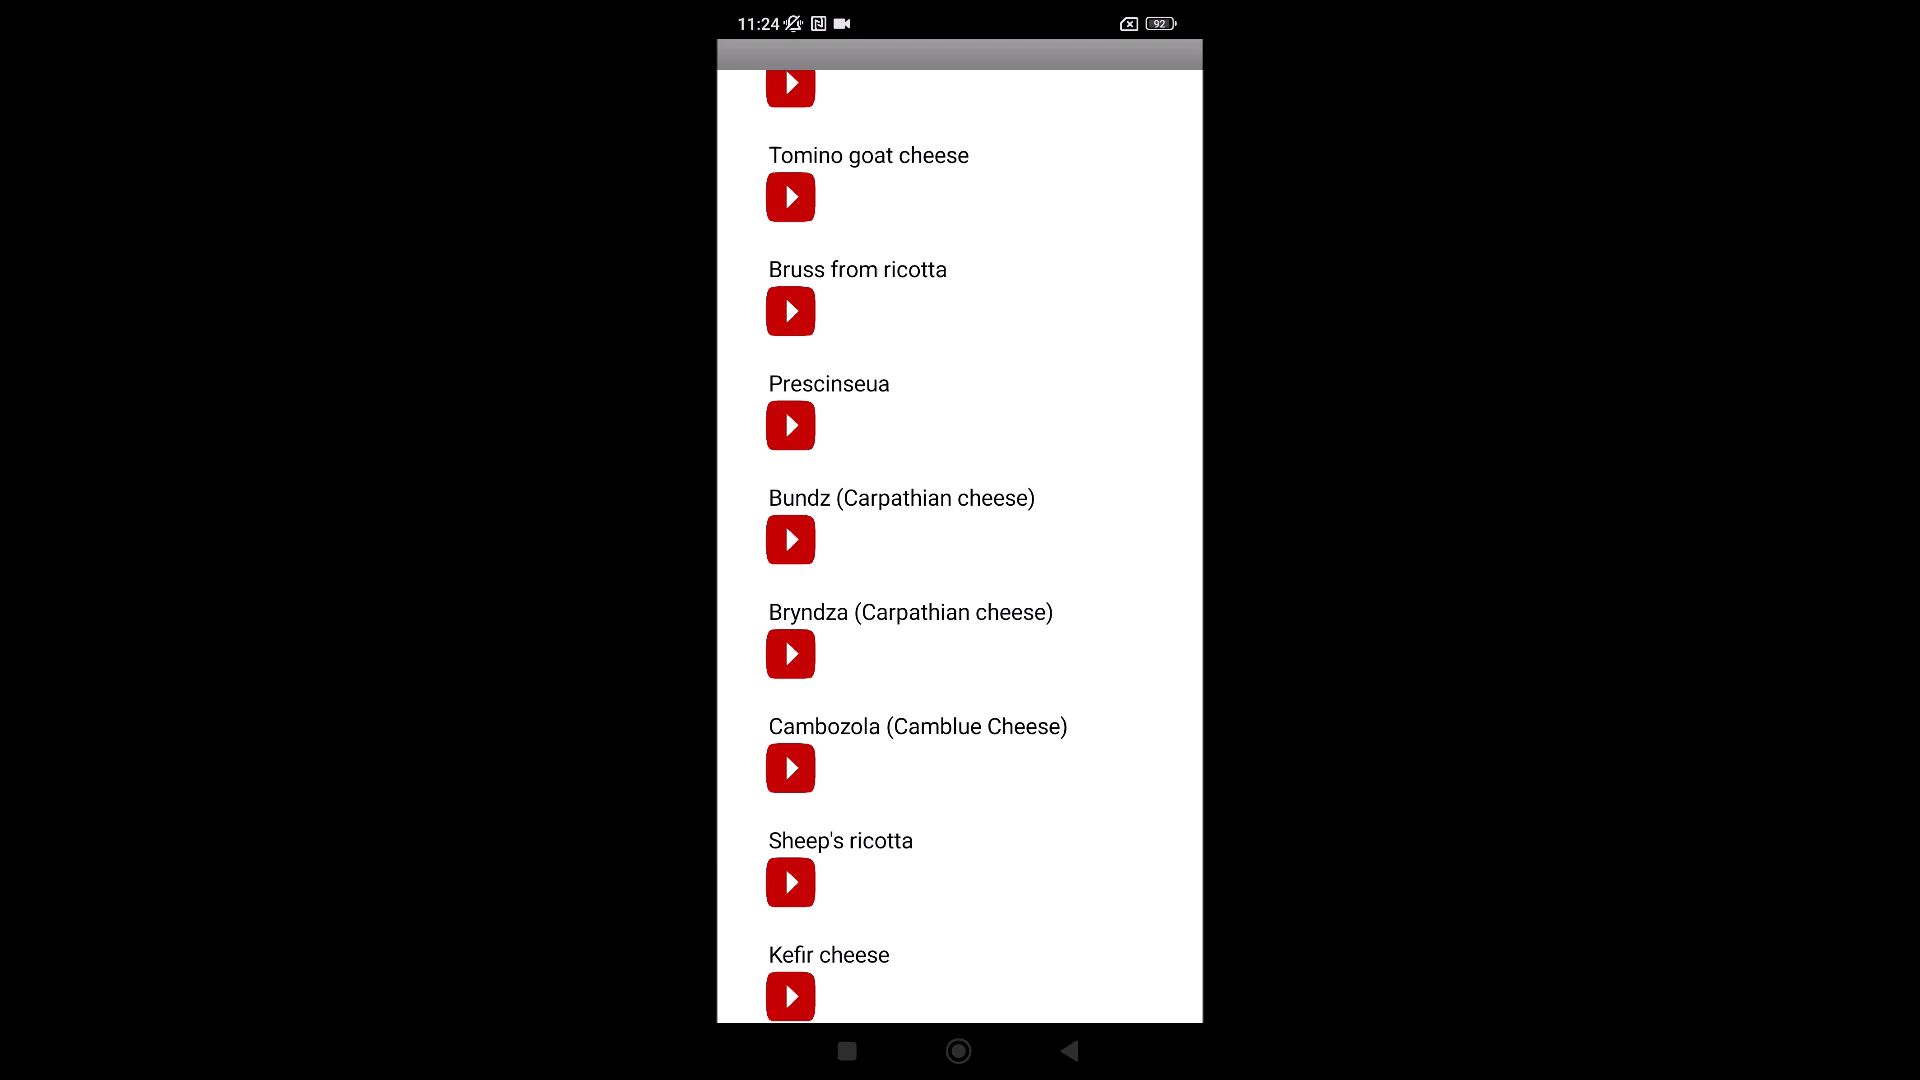 11:24
92
Tomino goat cheese
Bruss from ricotta
Prescinseua
Bundz (Carpathian cheese)
Bryndza (Carpathian cheese)
Cambozola (Camblue Cheese)
Sheep's ricotta
Kefir cheese